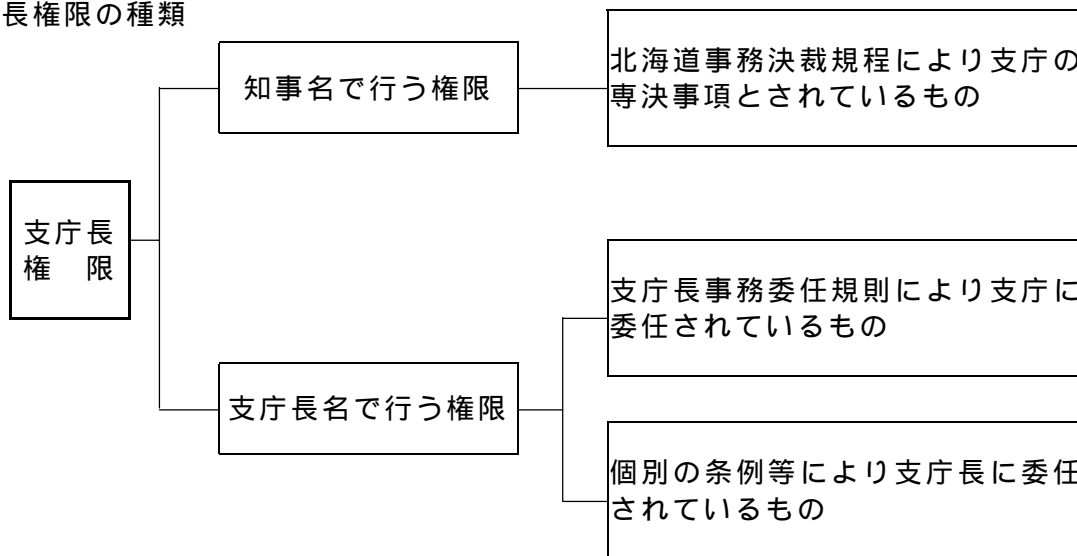 長権限の種類
知事名で行う権限
北海道事務決裁規程により支庁の
専決事項とされているもの
支庁長
権　限
支庁長事務委任規則により支庁に
委任されているもの
支庁長名で行う権限
個別の条例等により支庁長に委任
されているもの